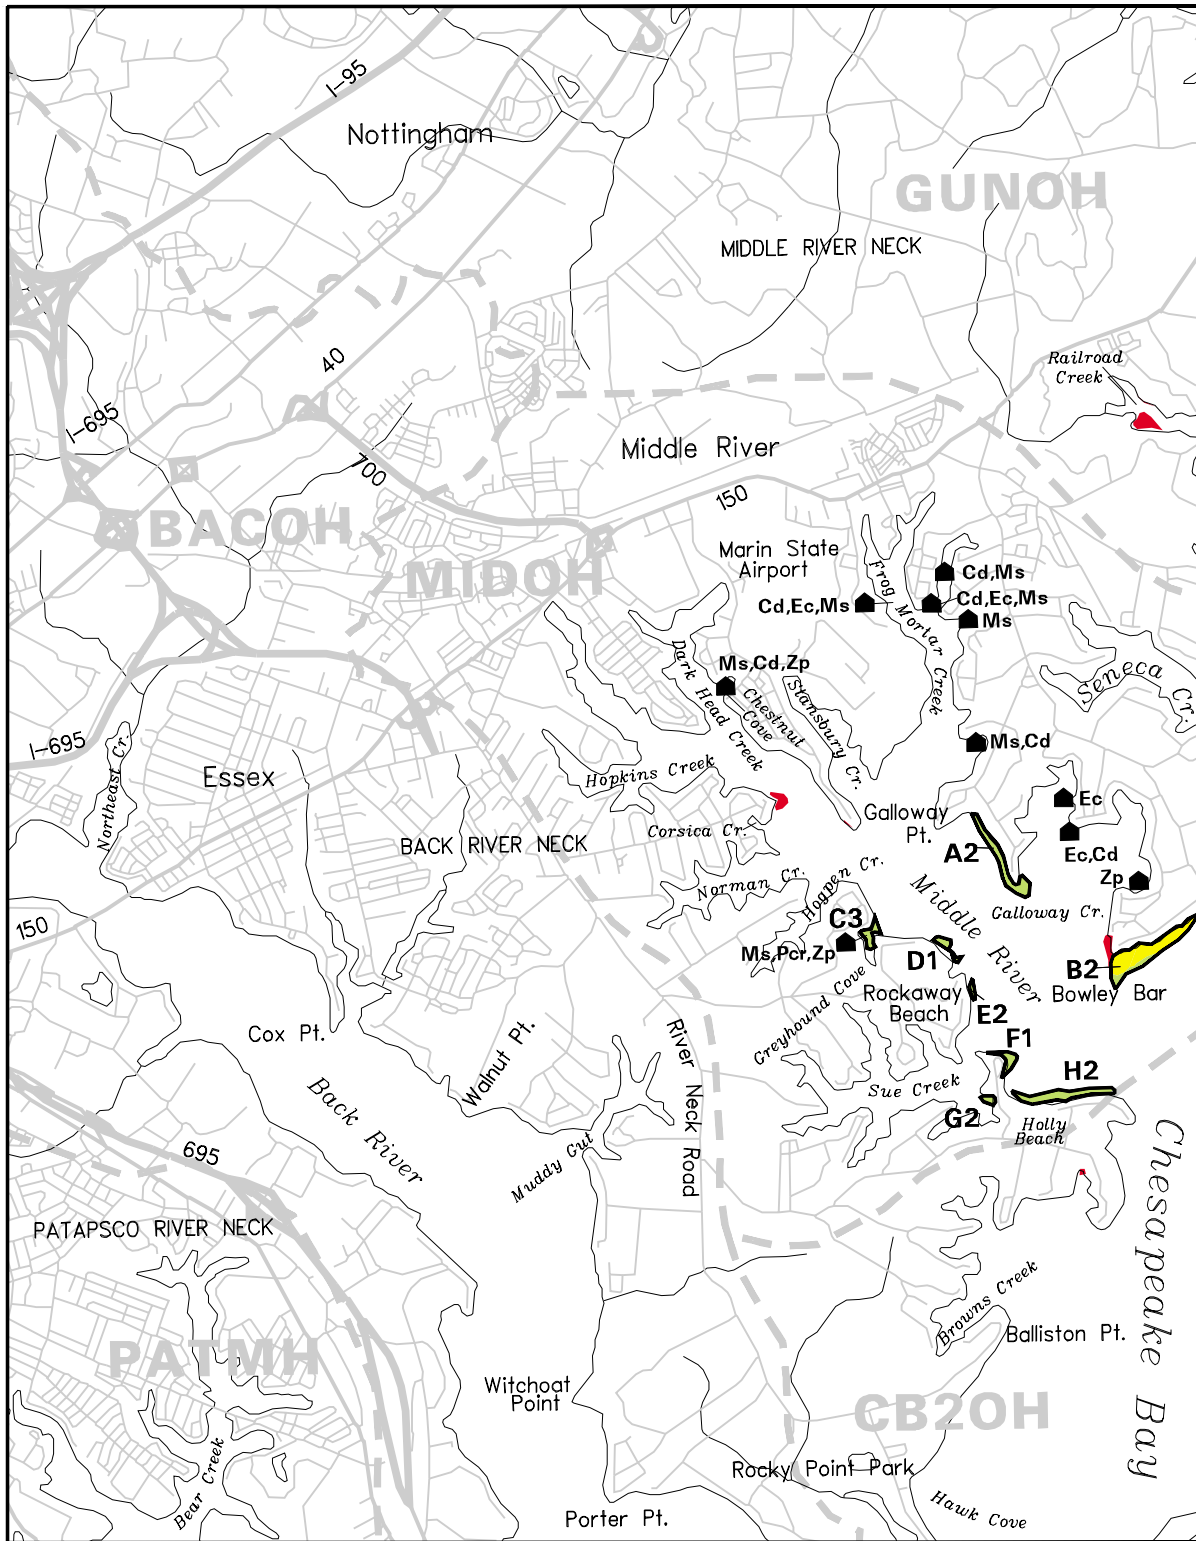 I-95
Nottingham
GUNOH
MIDDLE RIVER NECK
Railroad
Creek
40
I-695
700
Middle River
150
BACOH
MIDOH
Marin State
Airport
Frog Mortar Creek
Cd,Ms
Cd,Ec,Ms
Cd,Ec,Ms
Ms
Ms,Cd,Zp
Dark Head Creek
Chestnut
Cove
Stansbury Cr.
Seneca Cr.
Ms,Cd
I-695
Northeast Cr.
Essex
Hopkins Creek
Ec
Galloway
Pt.
Corsica Cr.
BACK RIVER NECK
A2
Ec,Cd
Zp
Norman Cr.
Hogpen Cr.
Middle River
Galloway Cr.
150
C3
Ms,Pcr,Zp
D1
B2
Bowley Bar
Greyhound Cove
Rockaway
Beach
E2
Cox Pt.
Walnut Pt.
River Neck Road
F1
H2
Sue Creek
G2
Holly
Beach
Back River
Muddy Gut
695
Chesapeake Bay
PATAPSCO RIVER NECK
Browns Creek
Balliston Pt.
PATMH
Witchoat
Point
CB2OH
Bear Creek
Rocky Point Park
Hawk Cove
Porter Pt.